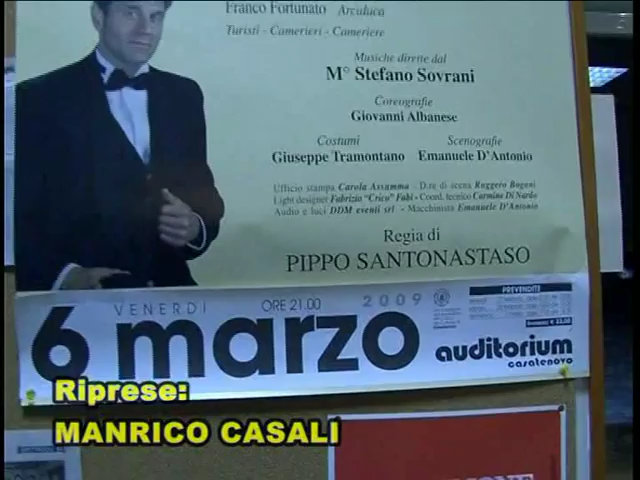 Franco Fortunato Arciduca
Turisti - Camerieri - Cameriere
Musiche dirette dal
M° Stefano Sovrani
Coreografie
Giovanni Albanese
Costumi Scenografie
Giuseppe Tramontano Emanuele D'Antonio
Ufficio stampa Carola Assumma - D.re di scena Ruggero Bogani
Light designer Fabrizio "Crico" Fabi - Coord. tecnico Carmine Di Nardo
Audio e luci DDM eventi srl - Macchinista Emanuele D'Antonio
Regia di
PIPPO SANTONASTASO
VENERDI ORE 21.00 2009
6 marzo
PREVENDITE
auditorium
casatenovo
Riprese:
MANRICO CASALI